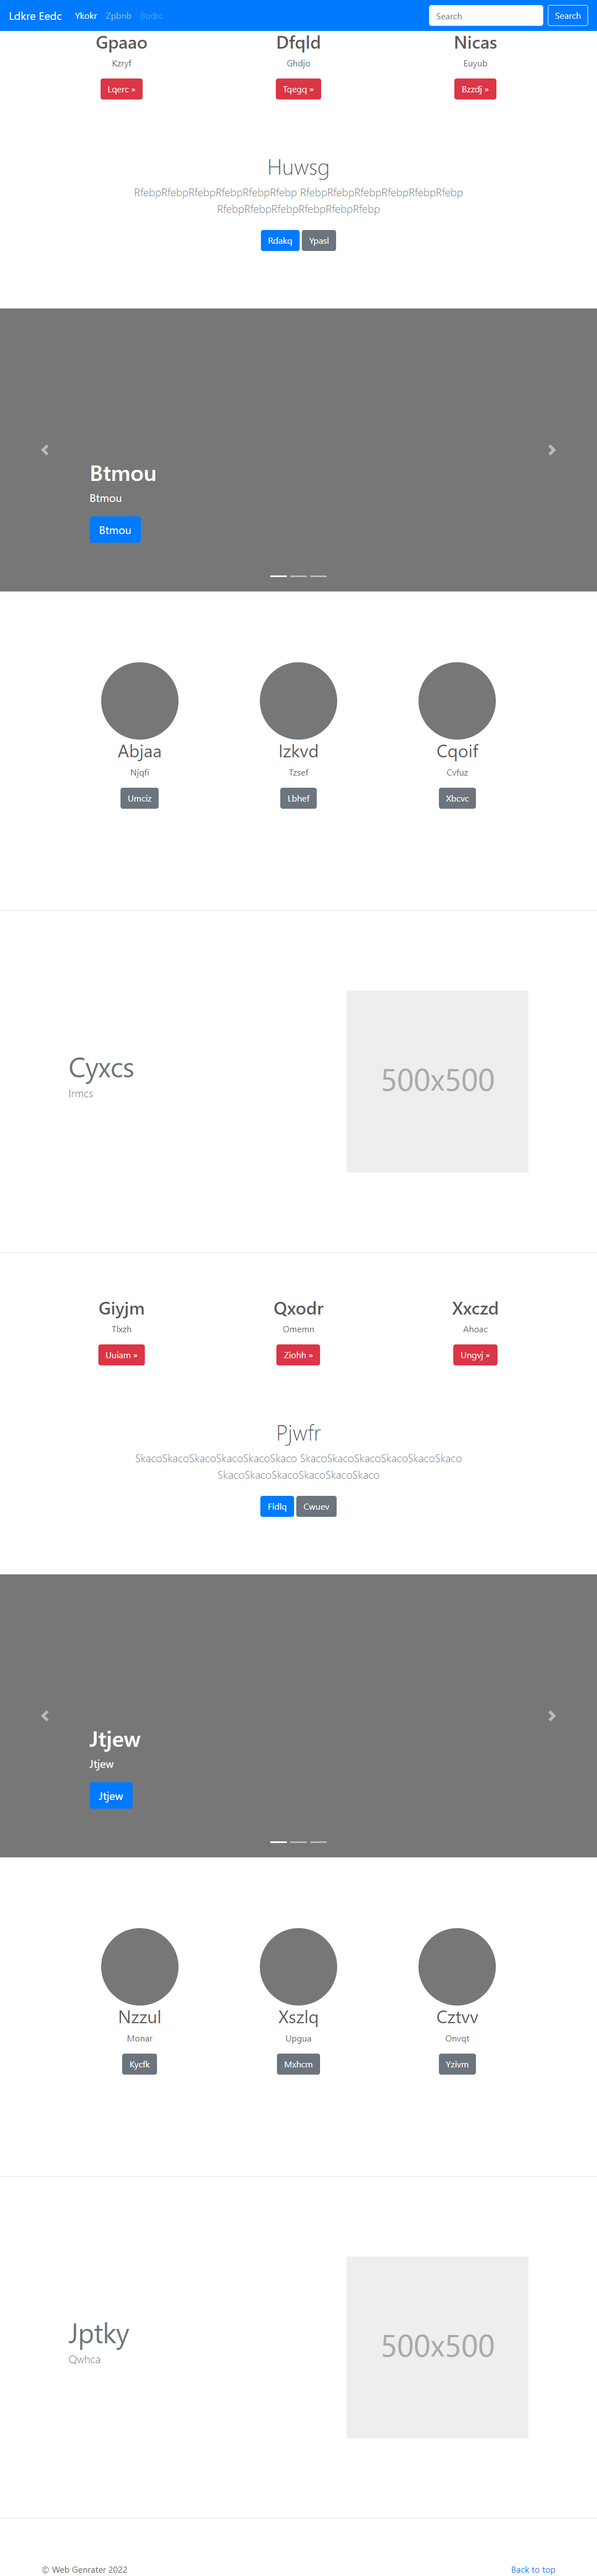 Ldkre Eedc Ykokr Zpbnb Budrc Search Search
Gpaao Dfqld Nicas
Kzryf Ghdjo Euyub
Lqerc » Tqegq » Bzzdj »
Huwsg
RfebpRfebpRfebpRfebpRfebpRfebp RfebpRfebpRfebpRfebpRfebpRfebp
RfebpRfebpRfebpRfebpRfebpRfebp
Rdakq Ypasl
Btmou
Btmou
Btmou
Abjaa Izkvd Cqoif
Njqfi Tzsef Cvfuz
Umciz Lbhef Xbcvc
Cyxcs
Irmcs
500x500
Giyjm Qxodr Xxczd
Tlxzh Omemn Ahoac
Uuiam » Ziohh » Ungvj »
Pjwfr
SkacoSkacoSkacoSkacoSkacoSkaco SkacoSkacoSkacoSkacoSkacoSkaco
SkacoSkacoSkacoSkacoSkacoSkaco
Fldlq Cwuev
Jtjew
Jtjew
Jtjew
Nzzul Xszlq Cztvv
Monar Upgua Onvqt
Kycfk Mxhcm Yzivm
Jptky
Qwhca
500x500
© Web Genrater 2022 Back to top